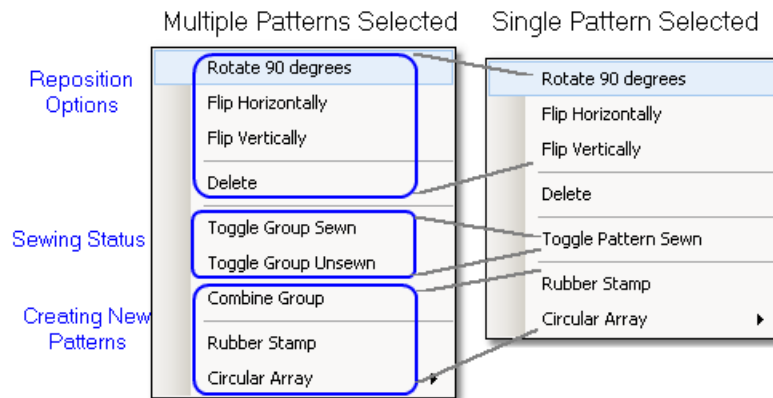 Multiple Patterns Selected
Single Pattern Selected
Reposition
Options
Rotate 90 degrees
Flip Horizontally
Flip Vertically
Delete
Sewing Status
Toggle Group Sewn
Toggle Group Unsewn
Creating New
Patterns
Combine Group
Rubber Stamp
Circular Array
Rotate 90 degrees
Flip Horizontally
Flip Vertically
Delete
Toggle Pattern Sewn
Rubber Stamp
Circular Array